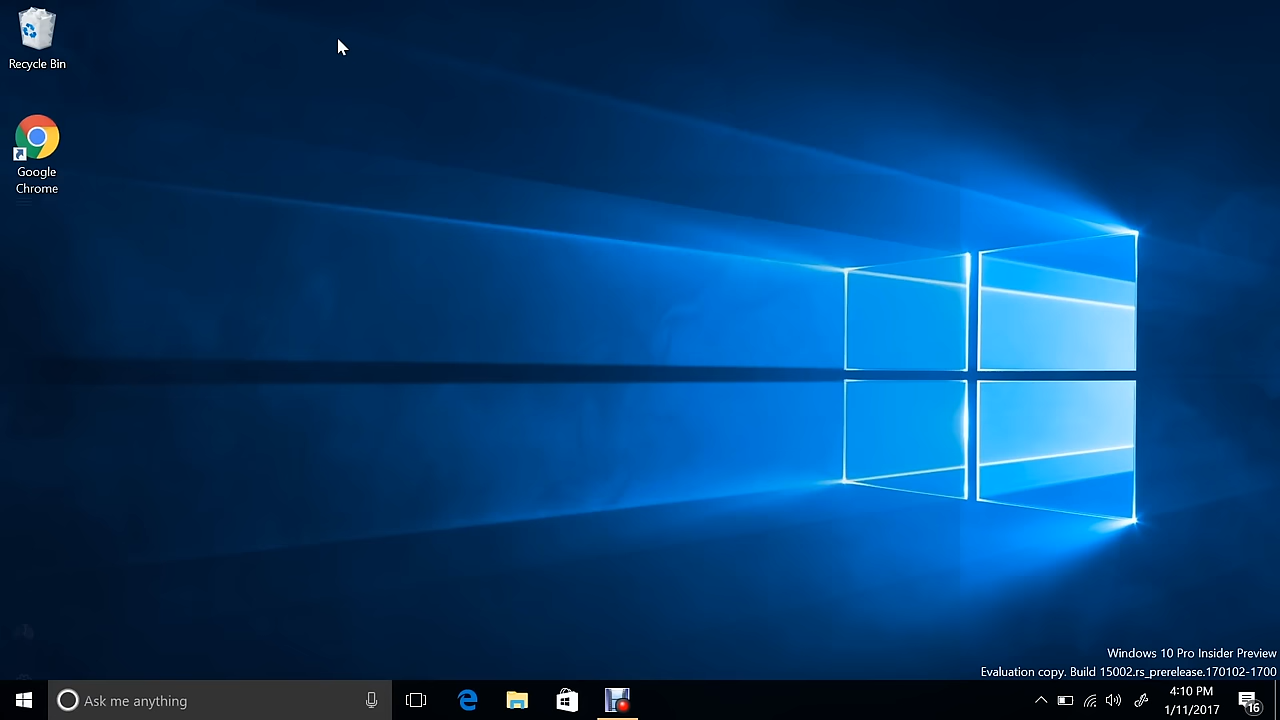 Recycle Bin
Google
Chrome
Windows 10 Pro Insider Preview
Evaluation copy. Build 15002.rs_prerelease.170102-1700
Ask me anything
4:10 PM
1/11/2017
16